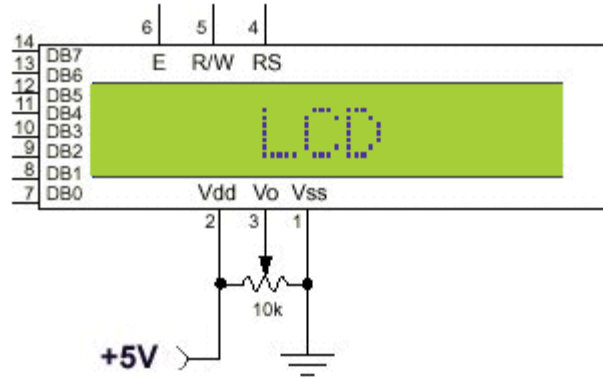 6 5 4
14 DB7 E R/W RS
13 DB6
12 DB5
11 DB4
10 DB3
9 DB2
8 DB1
7 DB0
LCD
Vdd Vo Vss
2 3 1
10k
+5V